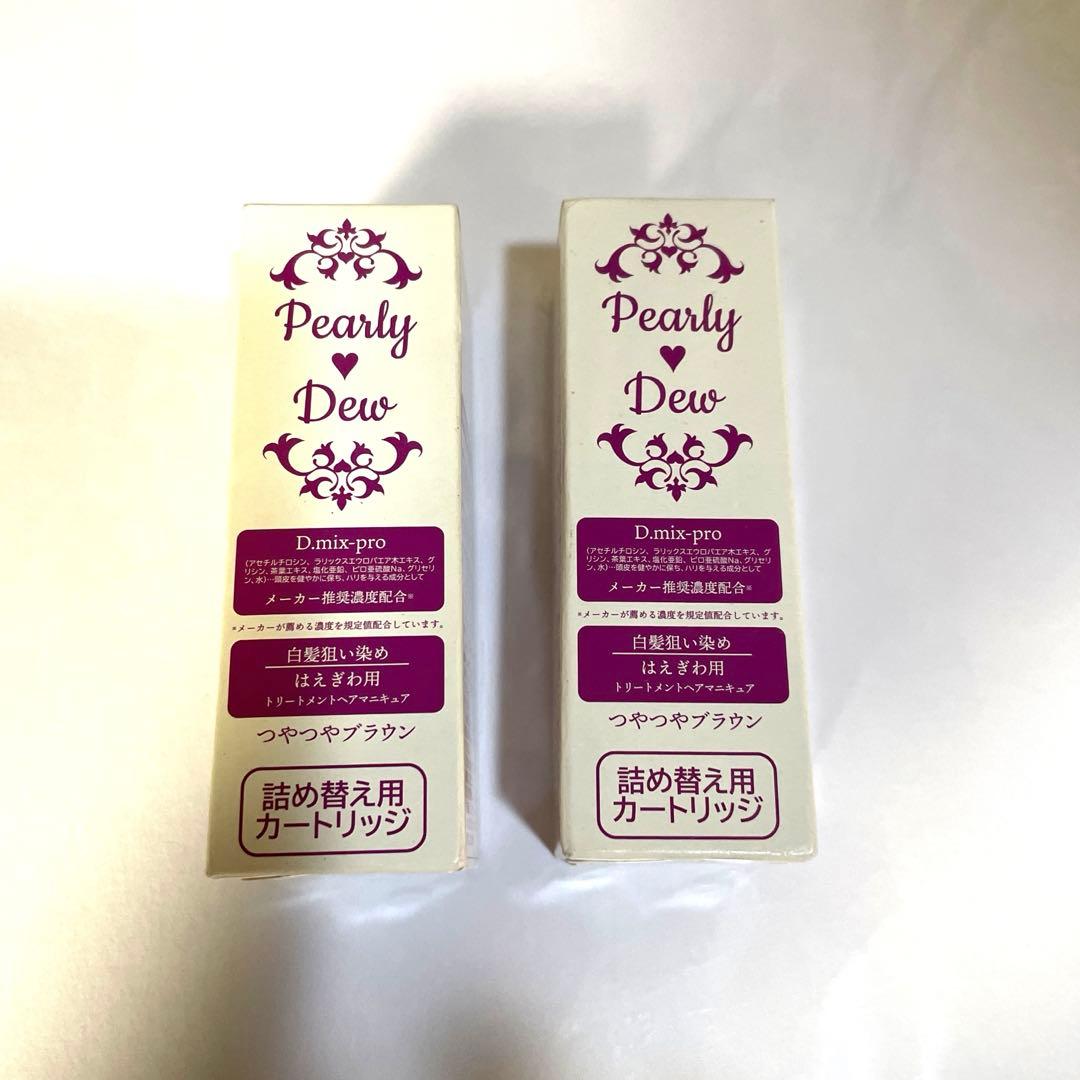 Pearly
♥
Dew
D.mix-pro
(アセチルチロシン、ラリックスエウロパエア木エキス、グ
リシン、茶葉エキス、塩化亜鉛、ピロ亜硫酸Na、グリセリ
ン、水)…頭皮を健やかに保ち、ハリを与える成分として
メーカー推奨濃度配合※
※メーカーが薦める濃度を規定値配合しています。
白髪狙い染め
はえぎわ用
トリートメントヘアマニキュア
つやつやブラウン
詰め替え用
カートリッジ
Pearly
♥
Dew
D.mix-pro
(アセチルチロシン、ラリックスエウロパエア木エキス、グ
リシン、茶葉エキス、塩化亜鉛、ピロ亜硫酸Na、グリセリ
ン、水)…頭皮を健やかに保ち、ハリを与える成分として
メーカー推奨濃度配合※
※メーカーが薦める濃度を規定値配合しています。
白髪狙い染め
はえぎわ用
トリートメントヘアマニキュア
つやつやブラウン
詰め替え用
カートリッジ